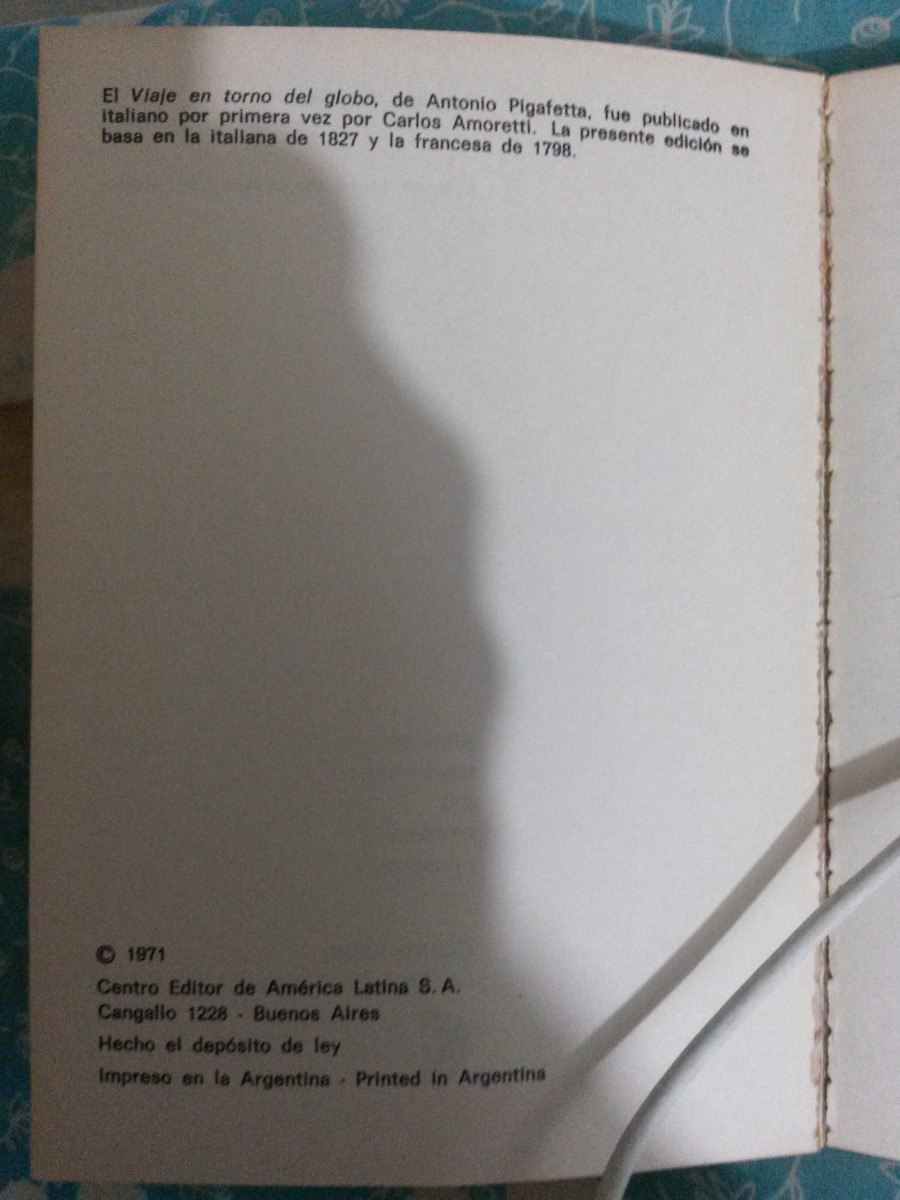 El Viaje en torno del globo, de Antonio Pigafetta, fue publicado en
italiano por primera vez por Carlos Amoretti. La presente edición se
basa en la italiana de 1827 y la francesa de 1798.
© 1971
Centro Editor de América Latina S. A.
Cangallo 1228 - Buenos Aires
Hecho el depósito de ley
Impreso en la Argentina - Printed in Argentina